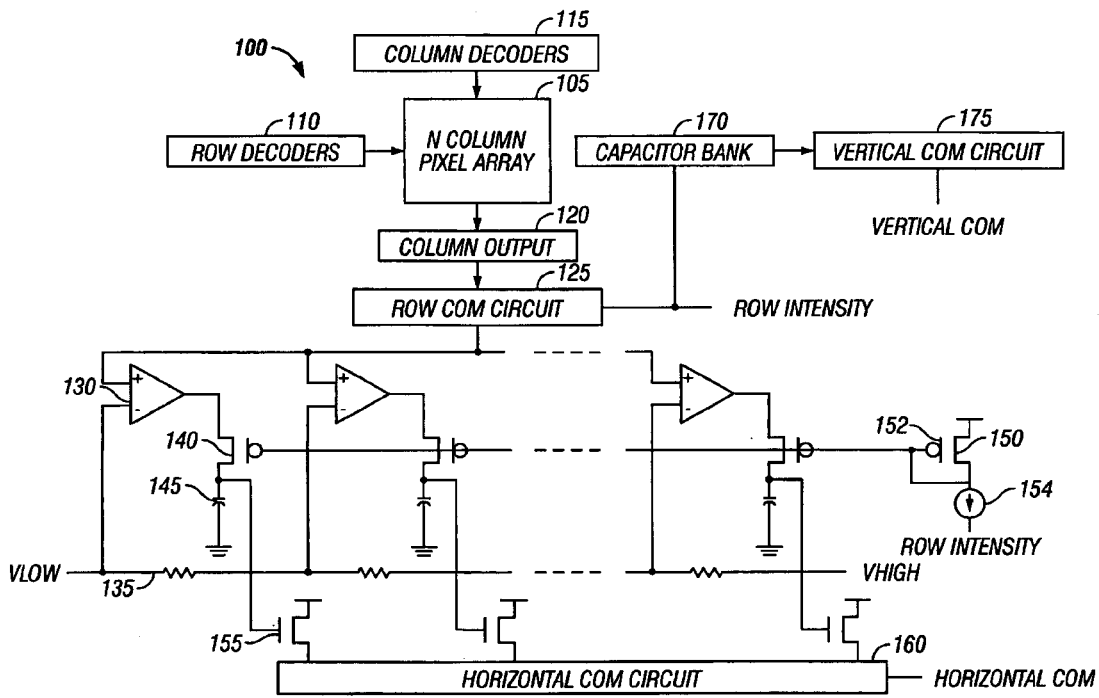 115
COLUMN DECODERS
100
105
N COLUMN
PIXEL ARRAY
110
ROW DECODERS
170
CAPACITOR BANK
175
VERTICAL COM CIRCUIT
VERTICAL COM
120
COLUMN OUTPUT
125
ROW COM CIRCUIT
ROW INTENSITY
130
+
-
+
-
+
-
140
152
150
145
154
ROW INTENSITY
VLOW
135
VHIGH
155
160
HORIZONTAL COM CIRCUIT
HORIZONTAL COM